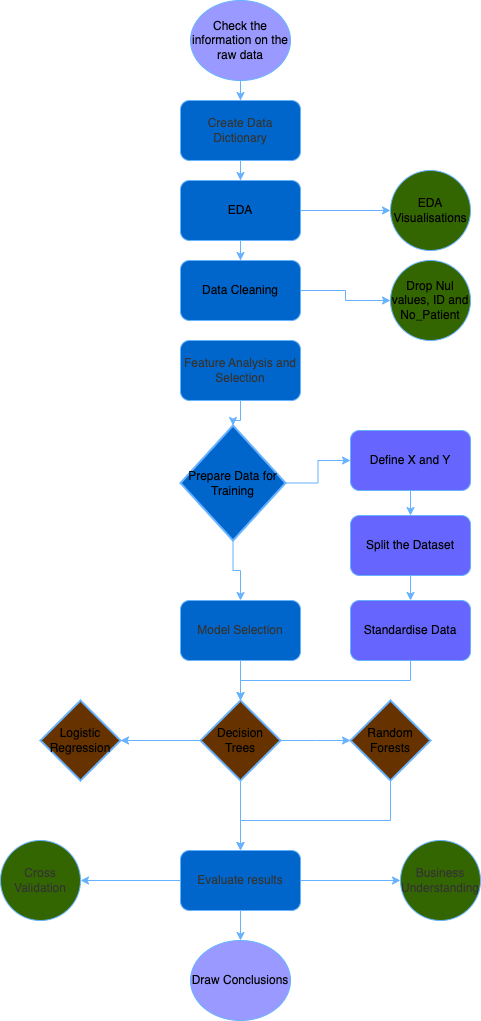 Check the
information on the
raw data
Create Data
Dictionary
EDA
EDA
Visualisations
Data Cleaning
Drop Nul
values, ID and
No_Patient
Feature Analysis and
Selection
Prepare Data for
Training
Define X and Y
Split the Dataset
Model Selection
Standardise Data
Logistic
Regression
Decision
Trees
Random
Forests
Cross
Validation
Evaluate results
Business
Understanding
Draw Conclusions